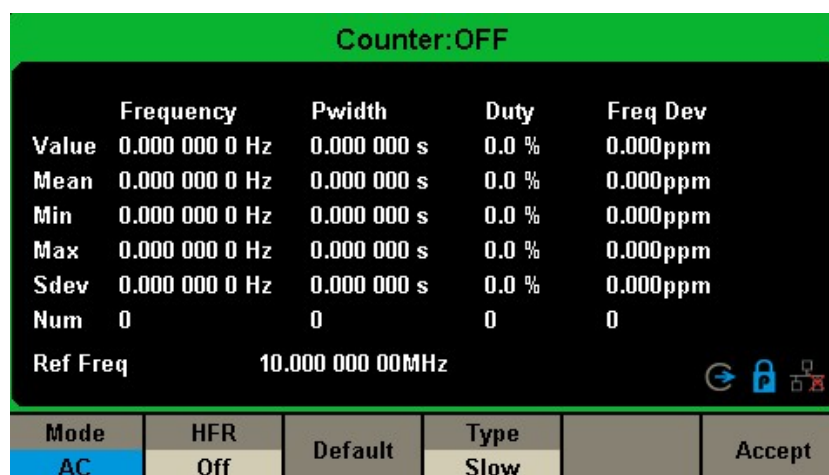 Counter:OFF
Frequency Pwidth Duty Freq Dev
Value 0.000 000 0 Hz 0.000 000 s 0.0 % 0.000ppm
Mean 0.000 000 0 Hz 0.000 000 s 0.0 % 0.000ppm
Min 0.000 000 0 Hz 0.000 000 s 0.0 % 0.000ppm
Max 0.000 000 0 Hz 0.000 000 s 0.0 % 0.000ppm
Sdev 0.000 000 0 Hz 0.000 000 s 0.0 % 0.000ppm
Num 0 0 0 0
Ref Freq 10.000 000 00MHz
P
Mode HFR Default Type Accept
AC Off Slow